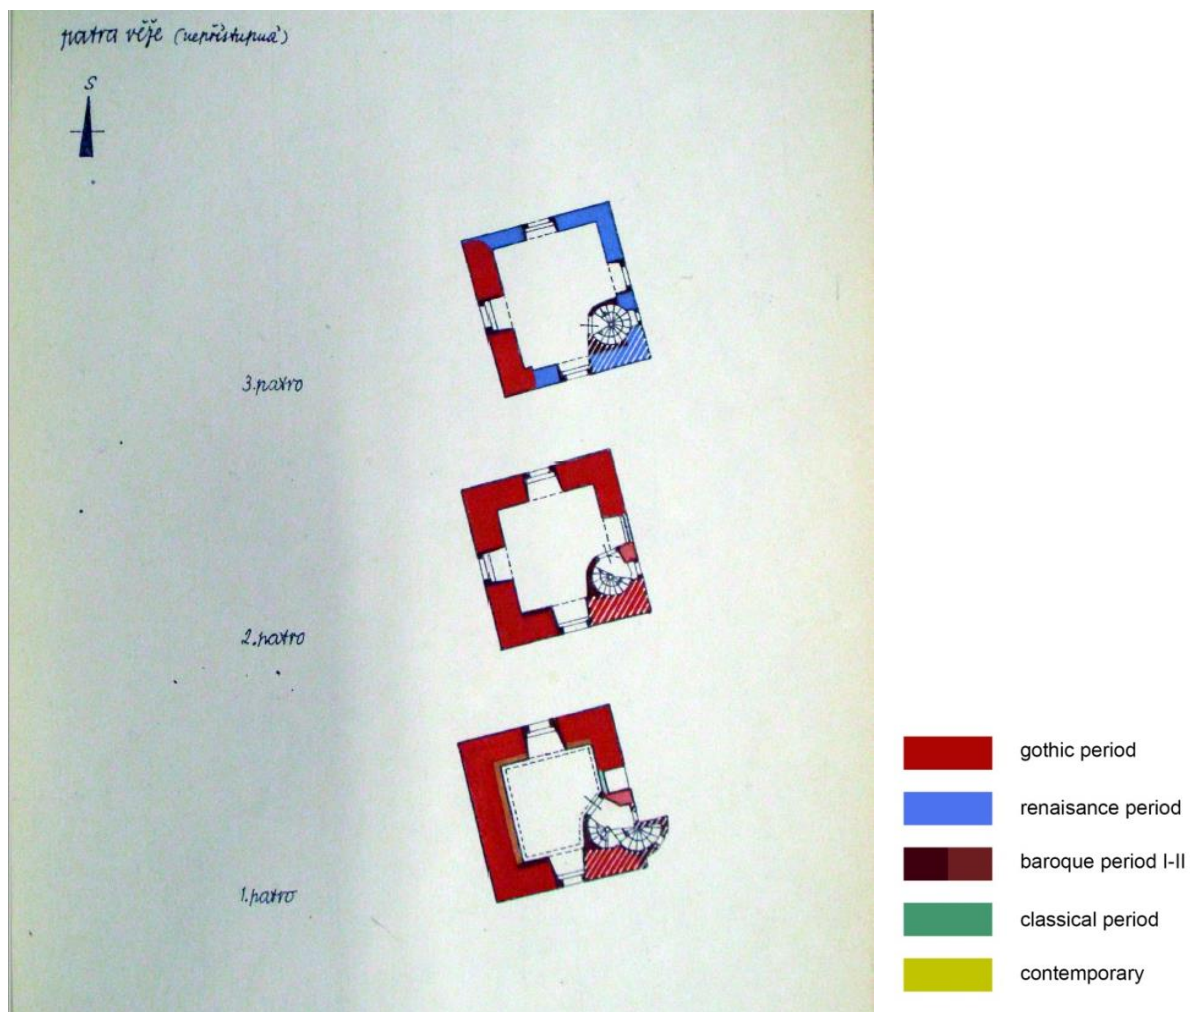 patra věže (nepřístupná)
S
3.patro
2.patro
1.patro
gothic period
renaisance period
baroque period I-II
classical period
contemporary